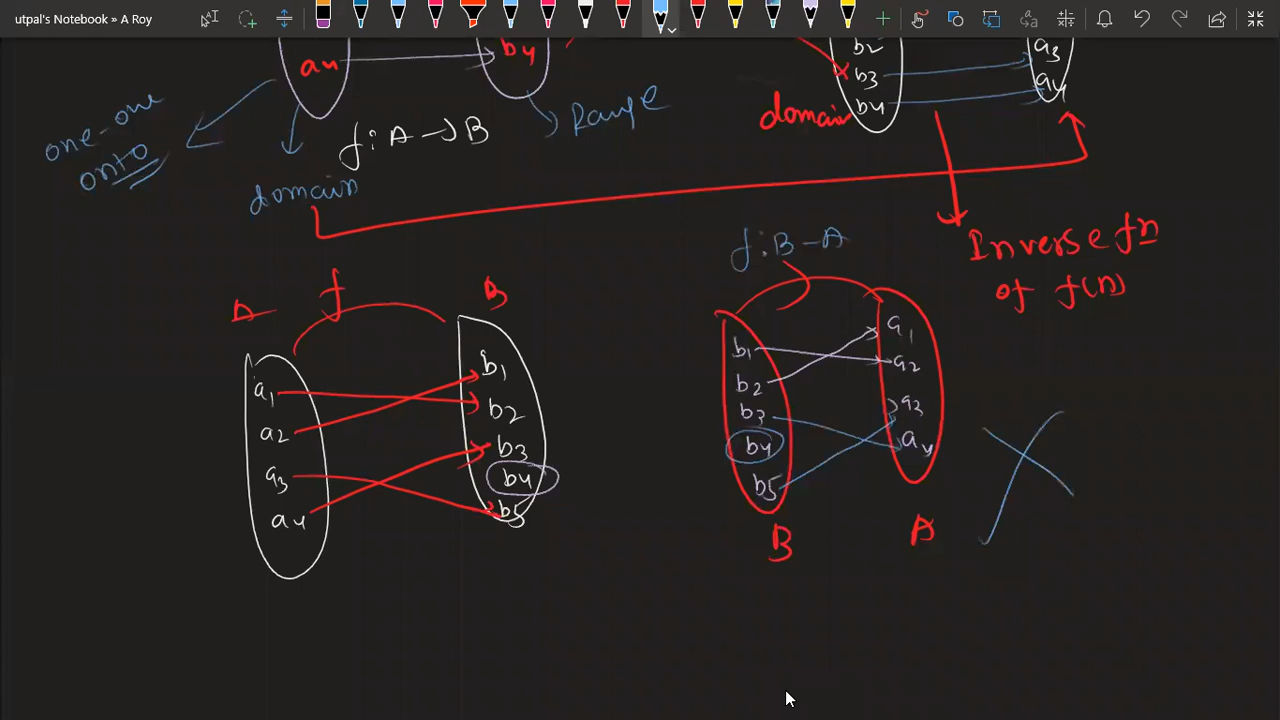 utpal's Notebook » A Roy
a4 b4
b2 a3
b3 a4
b4
one-one
onto
domain
f: A → B
Range
domain
Inverse fn
of f(n)
A f B
f: B - A
a1 b1
a2 b2
a3 b3
a4 b4
b5
b1 a1
b2 a2
b3 a3
b4 a4
b5
B A